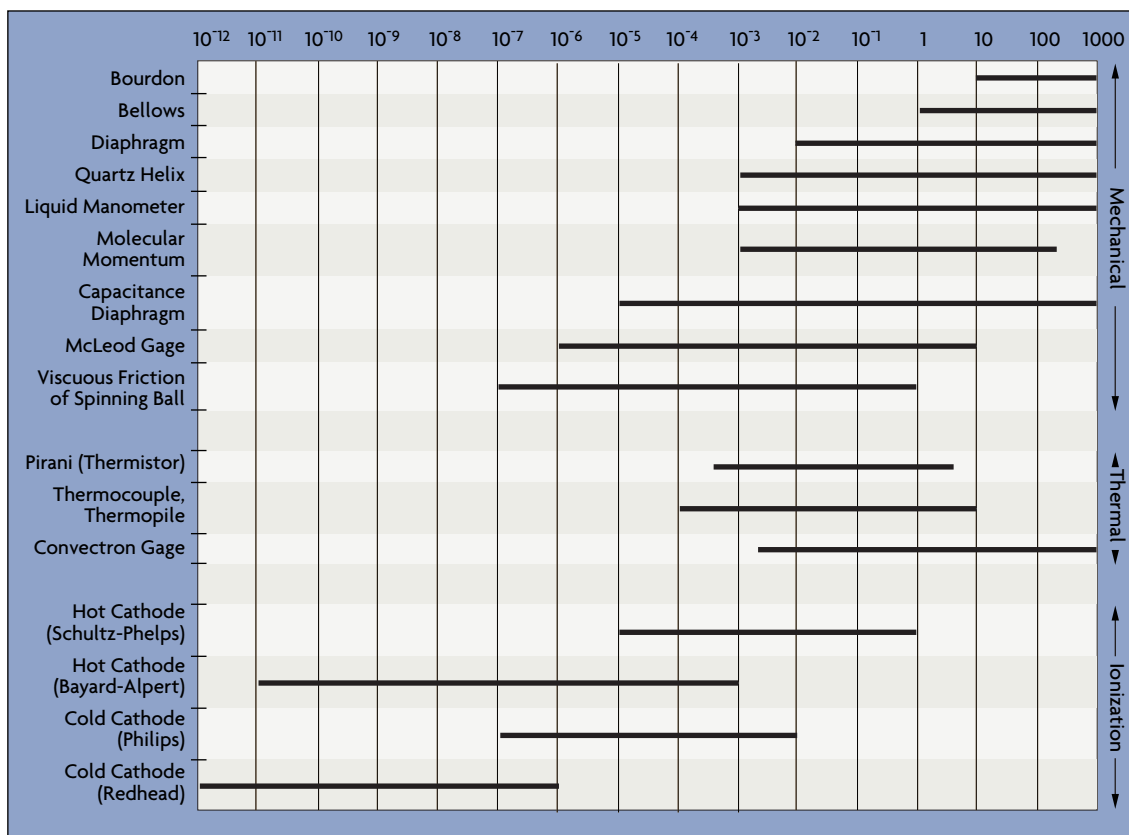 10⁻¹² 10⁻¹¹ 10⁻¹⁰ 10⁻⁹ 10⁻⁸ 10⁻⁷ 10⁻⁶ 10⁻⁵ 10⁻⁴ 10⁻³ 10⁻² 10⁻¹ 1 10 100 1000
Bourdon
Bellows
Diaphragm
Quartz Helix
Liquid Manometer
Molecular
Momentum
Capacitance
Diaphragm
McLeod Gage
Viscuous Friction
of Spinning Ball
Mechanical
Pirani (Thermistor)
Thermocouple,
Thermopile
Convectron Gage
Thermal
Hot Cathode
(Schultz-Phelps)
Hot Cathode
(Bayard-Alpert)
Cold Cathode
(Philips)
Cold Cathode
(Redhead)
Ionization